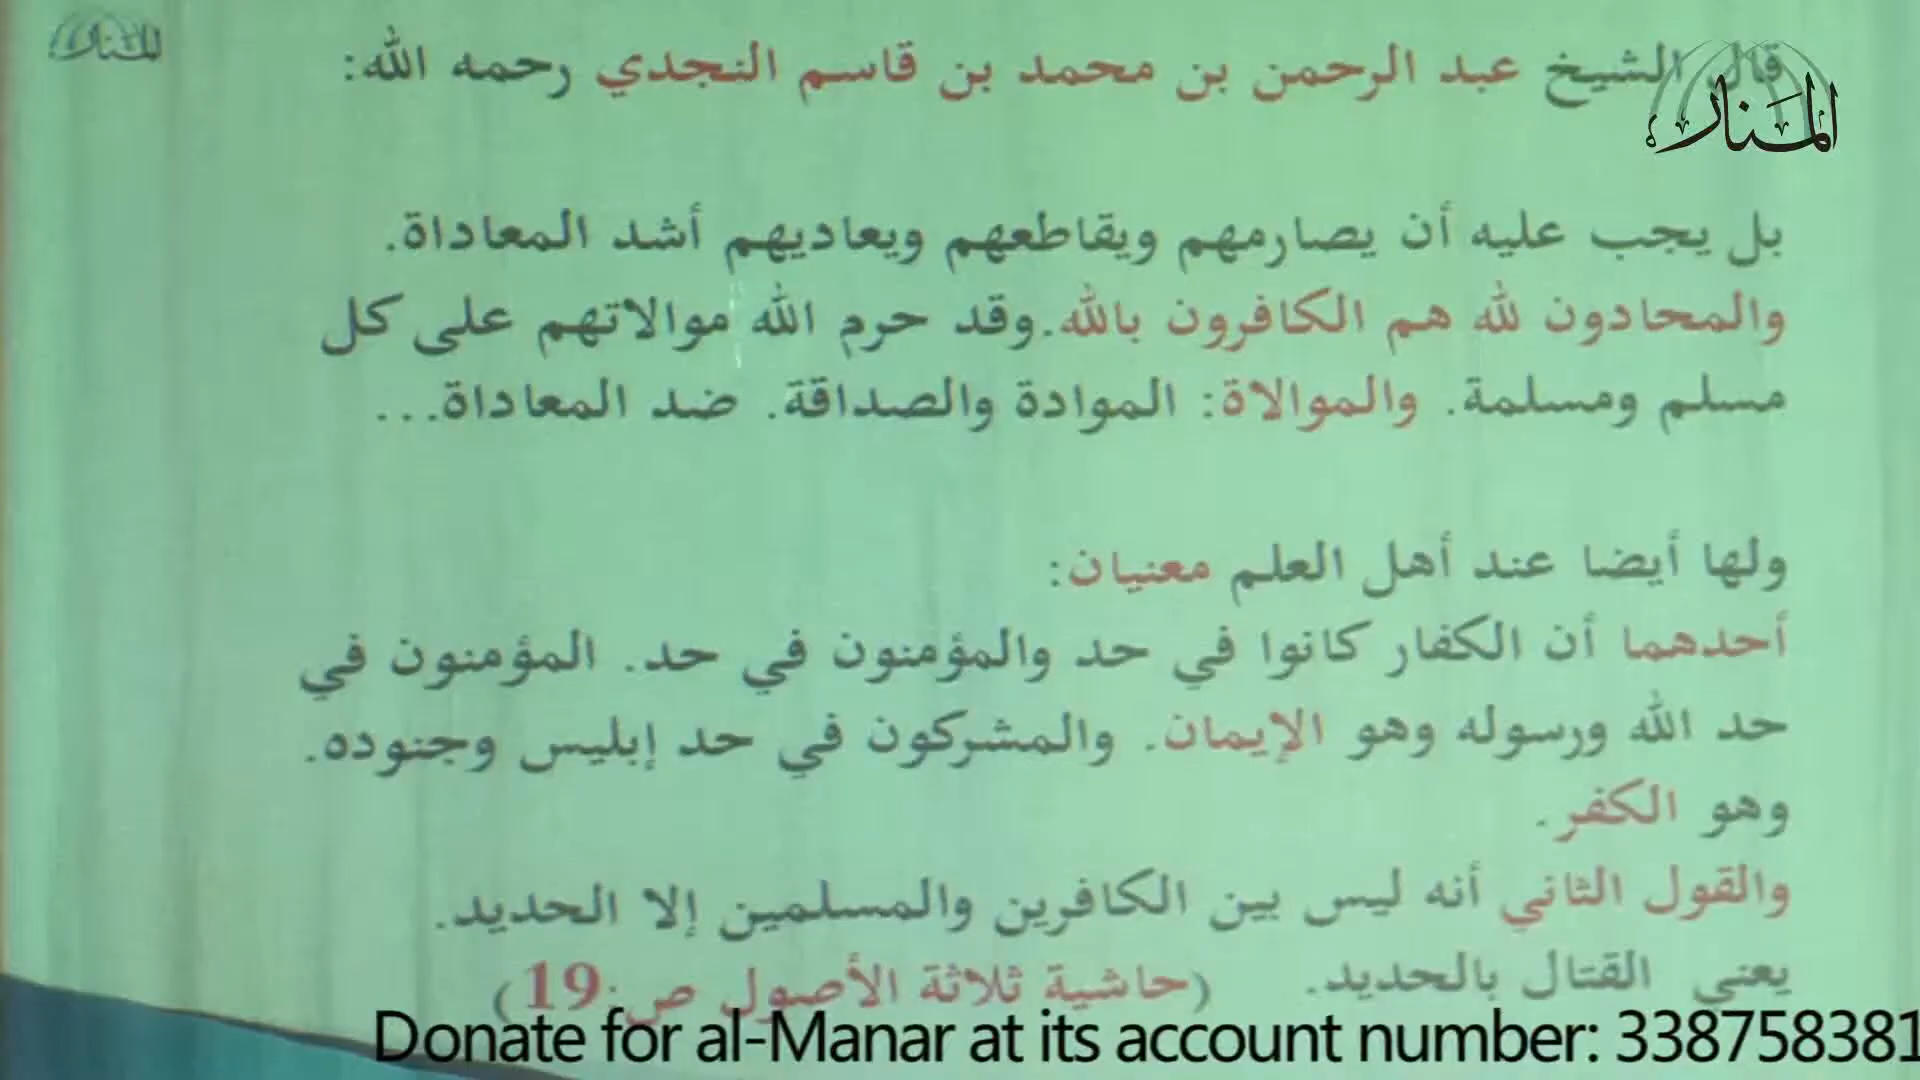 المنار
قال الشيخ عبد الرحمن بن محمد بن قاسم النجدي رحمه الله:
المنار
بل يجب عليه أن يصارمهم ويقاطعهم ويعاديهم أشد المعاداة.
والمحادون لله هم الكافرون بالله.وقد حرم الله موالاتهم على كل
مسلم ومسلمة. والموالاة: الموادة والصداقة. ضد المعاداة...
ولها أيضا عند أهل العلم معنيان:
أحدهما أن الكفار كانوا في حد والمؤمنون في حد. المؤمنون في
حد الله ورسوله وهو الإيمان. والمشركون في حد إبليس وجنوده.
وهو الكفر.
والقول الثاني أنه ليس بين الكافرين والمسلمين إلا الحديد.
يعني القتال بالحديد. (حاشية ثلاثة الأصول ص:19)
Donate for al-Manar at its account number: 338758381